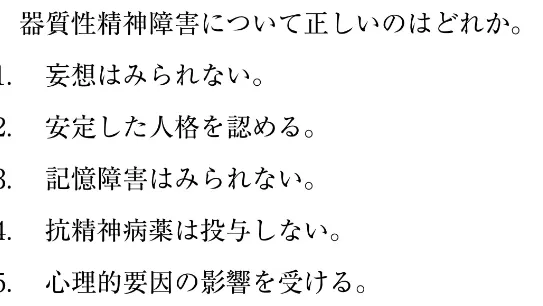 器質性精神障害について正しいのはどれか。
1. 妄想はみられない。
2. 安定した人格を認める。
3. 記憶障害はみられない。
4. 抗精神病薬は投与しない。
5. 心理的要因の影響を受ける。